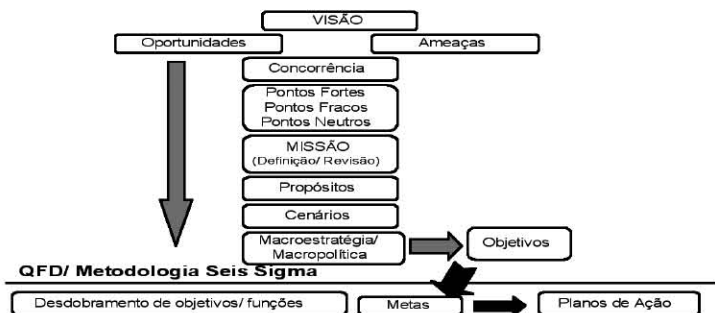 VISÃO
Oportunidades
Ameaças
Concorrência
Pontos Fortes
Pontos Fracos
Pontos Neutros
MISSÃO
(Definição/ Revisão)
Propósitos
Cenários
Macroestratégia/
Macropolítica
Objetivos
QFD/ Metodologia Seis Sigma
Desdobramento de objetivos/ funções
Metas
Planos de Ação